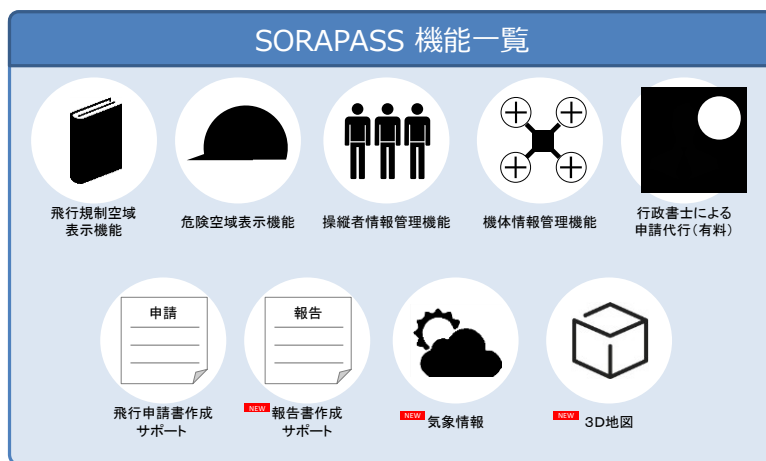 SORAPASS 機能一覧
飛行規制空域
表示機能
危険空域表示機能
操縦者情報管理機能
機体情報管理機能
行政書士による
申請代行(有料)
申請
報告
飛行申請書作成
サポート
NEW 報告書作成
サポート
NEW 気象情報
NEW 3D地図